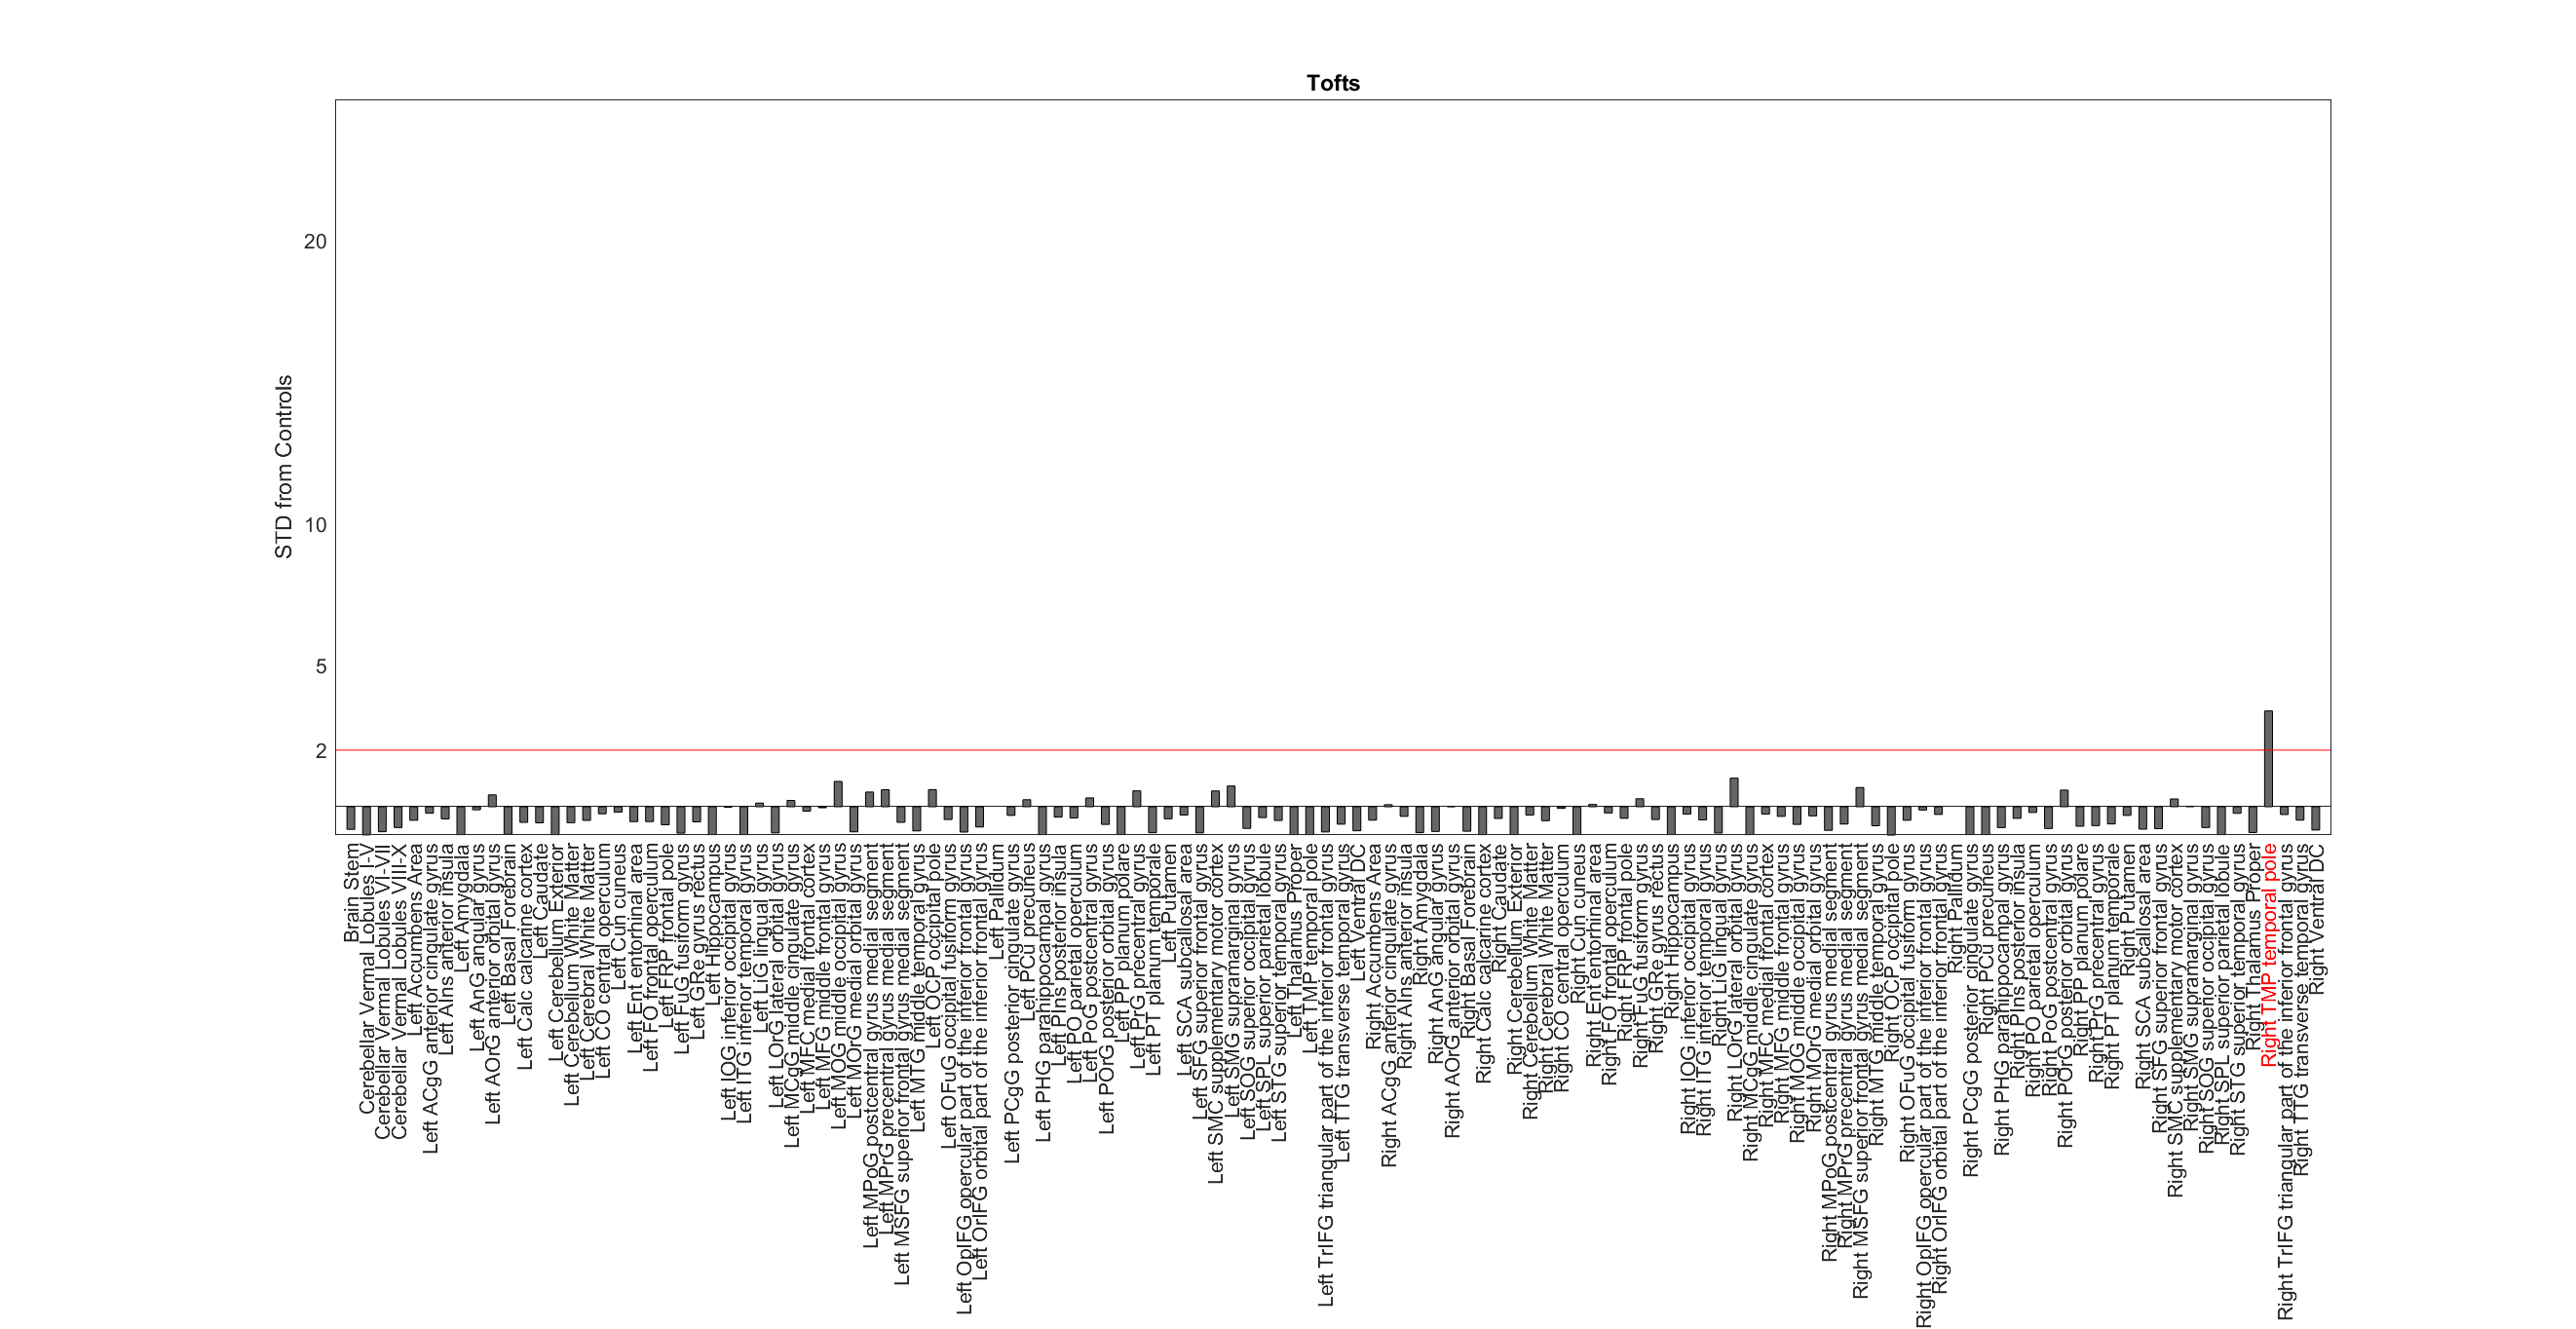 Tofts
20
10
5
2
STD from Controls
Brain Stem
Cerebellar Vermal Lobules I-V
Cerebellar Vermal Lobules VI-VII
Cerebellar Vermal Lobules VIII-X
Left Accumbens Area
Left ACgG anterior cingulate gyrus
Left AIns anterior insula
Left Amygdala
Left AnG angular gyrus
Left AOrG anterior orbital gyrus
Left Basal Forebrain
Left Calc calcarine cortex
Left Caudate
Left Cerebellum Exterior
Left Cerebellum White Matter
Left Cerebral White Matter
Left CO central operculum
Left Cun cuneus
Left Ent entorhinal area
Left FO frontal operculum
Left FRP frontal pole
Left FuG fusiform gyrus
Left GRe gyrus rectus
Left Hippocampus
Left IOG inferior occipital gyrus
Left ITG inferior temporal gyrus
Left LiG lingual gyrus
Left LOrG lateral orbital gyrus
Left MCgG middle cingulate gyrus
Left MFC medial frontal cortex
Left MFG middle frontal gyrus
Left MOG middle occipital gyrus
Left MOrG medial orbital gyrus
Left MPoG postcentral gyrus medial segment
Left MPrG precentral gyrus medial segment
Left MSFG superior frontal gyrus medial segment
Left MTG middle temporal gyrus
Left OCP occipital pole
Left OFuG occipital fusiform gyrus
Left OpIFG opercular part of the inferior frontal gyrus
Left OrIFG orbital part of the inferior frontal gyrus
Left Pallidum
Left PCgG posterior cingulate gyrus
Left PCu precuneus
Left PHG parahippocampal gyrus
Left PIns posterior insula
Left PO parietal operculum
Left PoG postcentral gyrus
Left POrG posterior orbital gyrus
Left PP planum polare
Left PrG precentral gyrus
Left PT planum temporale
Left Putamen
Left SCA subcallosal area
Left SFG superior frontal gyrus
Left SMC supplementary motor cortex
Left SMG supramarginal gyrus
Left SOG superior occipital gyrus
Left SPL superior parietal lobule
Left STG superior temporal gyrus
Left Thalamus Proper
Left TMP temporal pole
Left TrIFG triangular part of the inferior frontal gyrus
Left TTG transverse temporal gyrus
Left Ventral DC
Right Accumbens Area
Right ACgG anterior cingulate gyrus
Right AIns anterior insula
Right Amygdala
Right AnG angular gyrus
Right AOrG anterior orbital gyrus
Right Basal Forebrain
Right Calc calcarine cortex
Right Caudate
Right Cerebellum Exterior
Right Cerebellum White Matter
Right Cerebral White Matter
Right CO central operculum
Right Cun cuneus
Right Ent entorhinal area
Right FO frontal operculum
Right FRP frontal pole
Right FuG fusiform gyrus
Right GRe gyrus rectus
Right Hippocampus
Right IOG inferior occipital gyrus
Right ITG inferior temporal gyrus
Right LiG lingual gyrus
Right LOrG lateral orbital gyrus
Right MCgG middle cingulate gyrus
Right MFC medial frontal cortex
Right MFG middle frontal gyrus
Right MOG middle occipital gyrus
Right MOrG medial orbital gyrus
Right MPoG postcentral gyrus medial segment
Right MPrG precentral gyrus medial segment
Right MSFG superior frontal gyrus medial segment
Right MTG middle temporal gyrus
Right OCP occipital pole
Right OFuG occipital fusiform gyrus
Right OpIFG opercular part of the inferior frontal gyrus
Right OrIFG orbital part of the inferior frontal gyrus
Right Pallidum
Right PCgG posterior cingulate gyrus
Right PCu precuneus
Right PHG parahippocampal gyrus
Right PIns posterior insula
Right PO parietal operculum
Right PoG postcentral gyrus
Right POrG posterior orbital gyrus
Right PP planum polare
Right PrG precentral gyrus
Right PT planum temporale
Right Putamen
Right SCA subcallosal area
Right SFG superior frontal gyrus
Right SMC supplementary motor cortex
Right SMG supramarginal gyrus
Right SOG superior occipital gyrus
Right SPL superior parietal lobule
Right STG superior temporal gyrus
Right Thalamus Proper
Right TMP temporal pole
Right TrIFG triangular part of the inferior frontal gyrus
Right TTG transverse temporal gyrus
Right Ventral DC